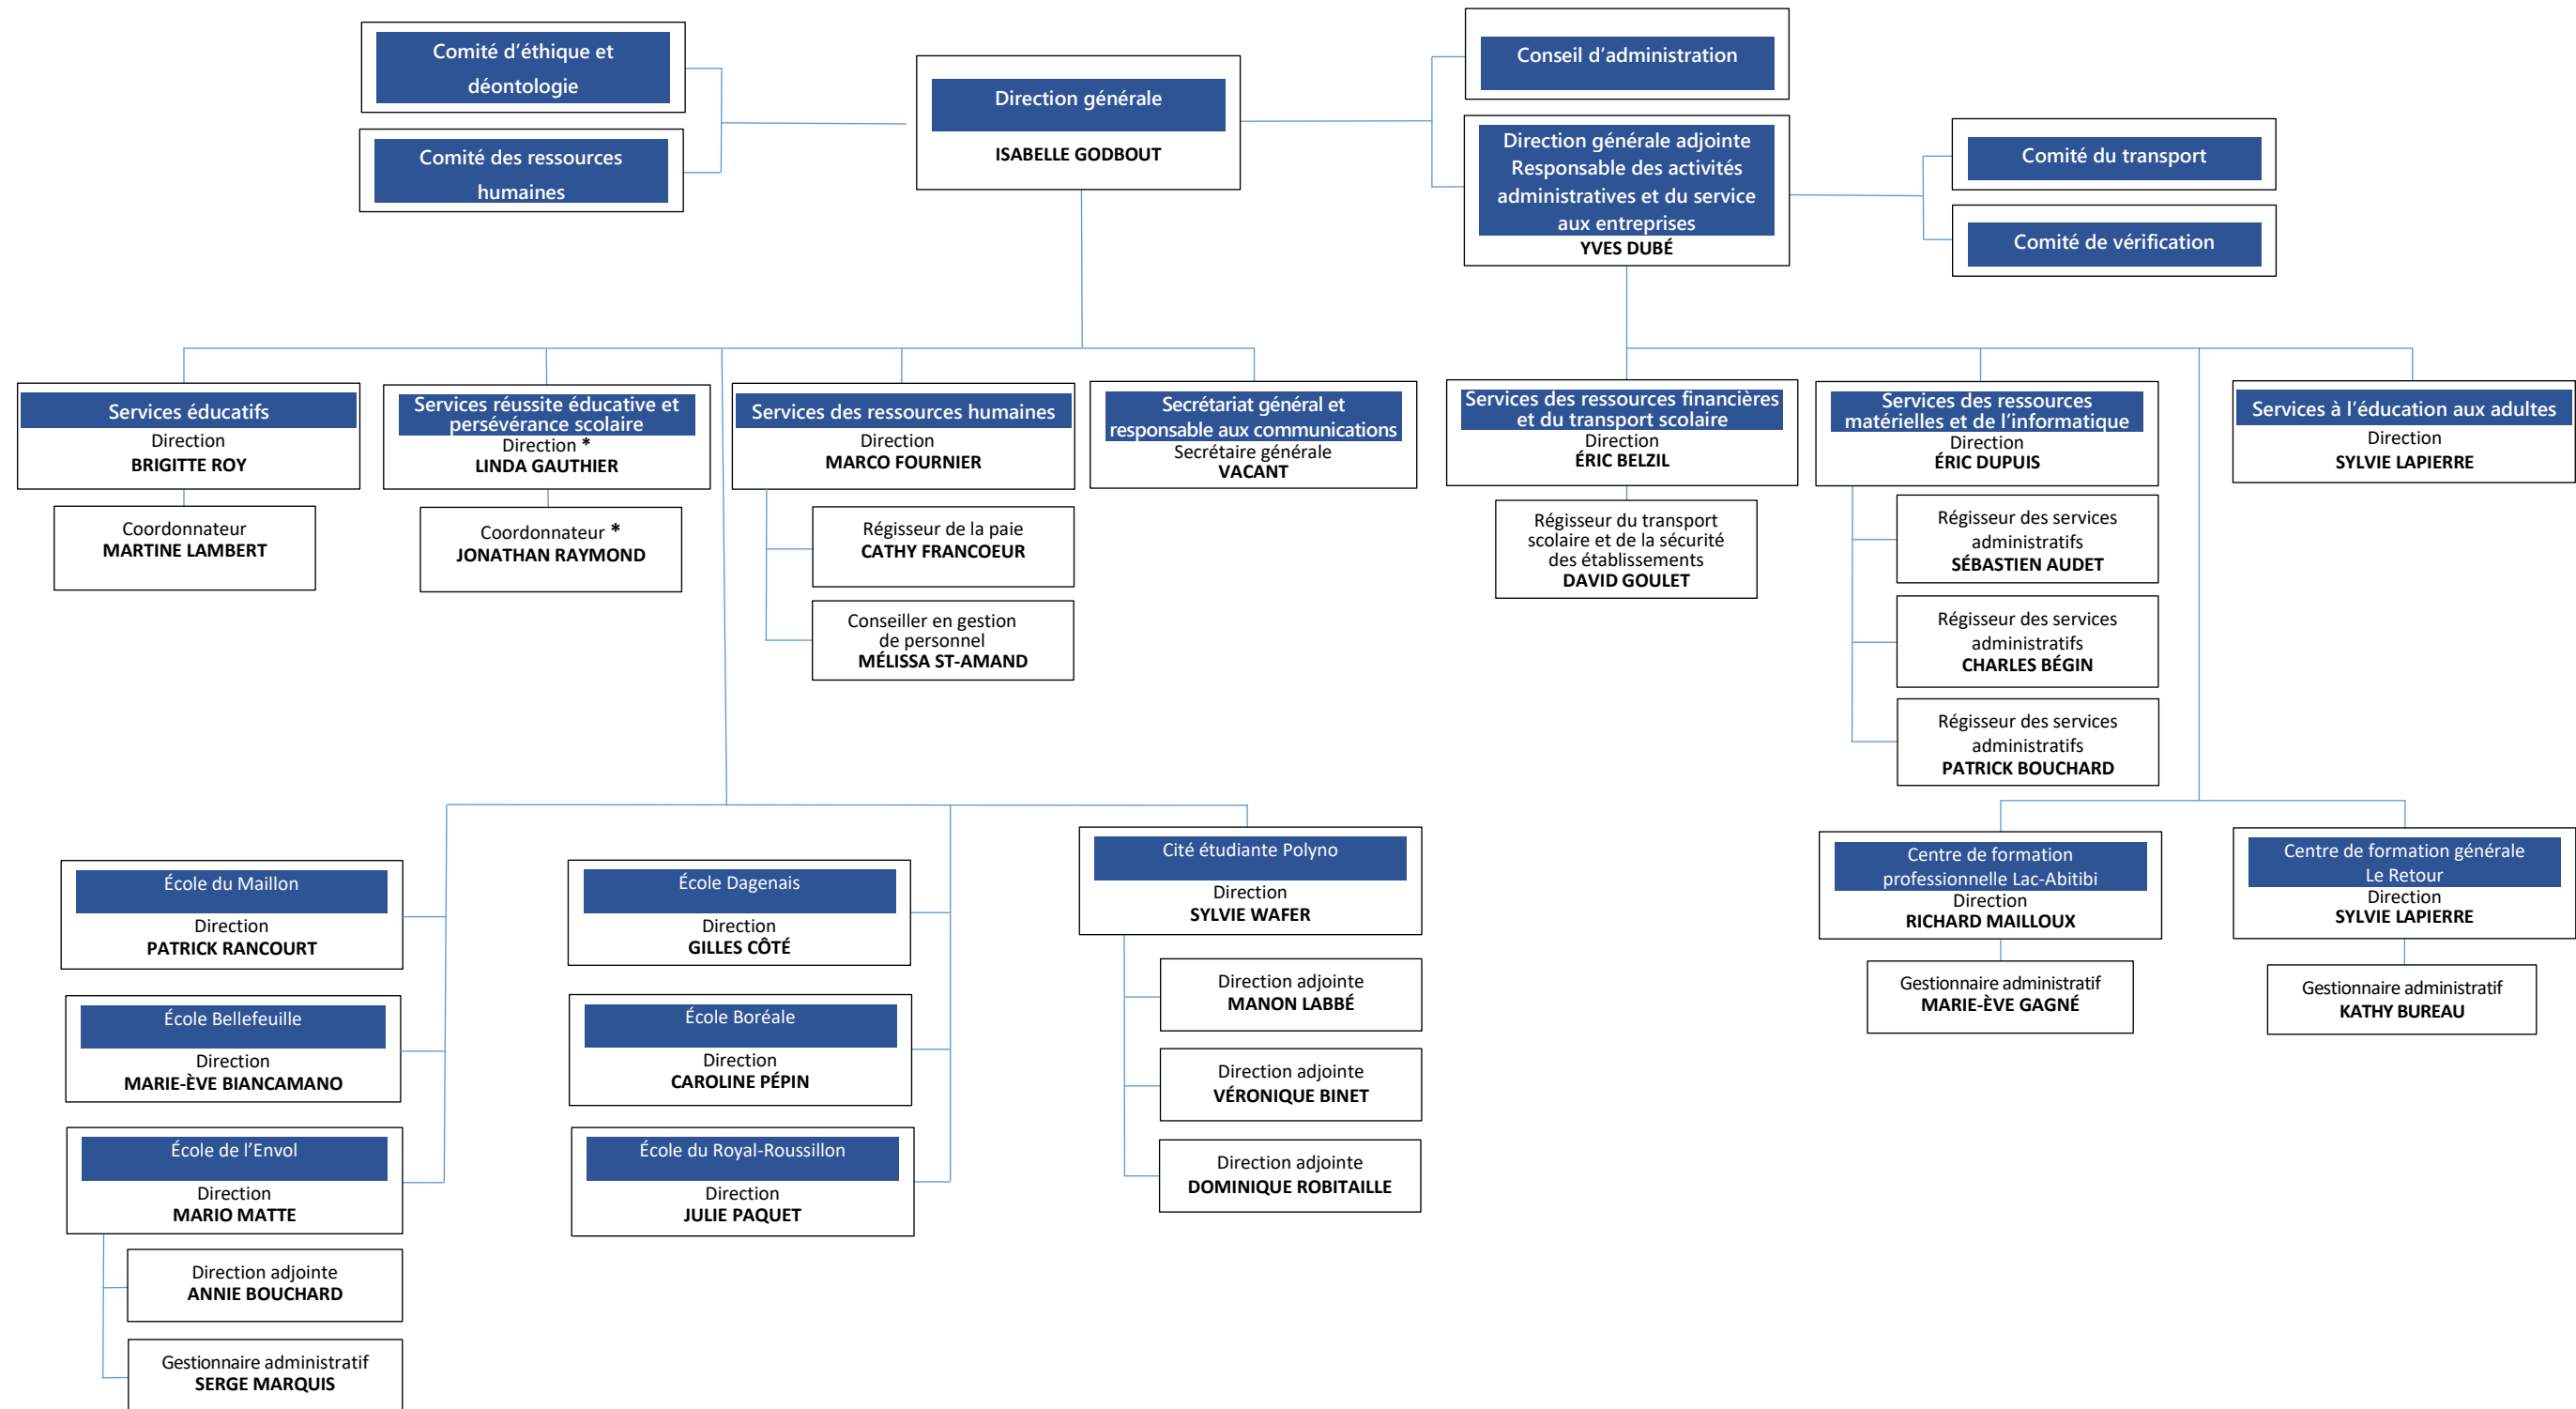 Comité d'éthique et
déontologie
Comité des ressources
humaines
Direction générale
ISABELLE GODBOUT
Conseil d'administration
Direction générale adjointe
Responsable des activités
administratives et du service
aux entreprises
YVES DUBÉ
Comité du transport
Comité de vérification
Services éducatifs
Direction
BRIGITTE ROY
Coordonnateur
MARTINE LAMBERT
Services réussite éducative et
persévérance scolaire
Direction *
LINDA GAUTHIER
Coordonnateur *
JONATHAN RAYMOND
Services des ressources humaines
Direction
MARCO FOURNIER
Régisseur de la paie
CATHY FRANCOEUR
Conseiller en gestion
de personnel
MÉLISSA ST-AMAND
Secrétariat général et
responsable aux communications
Secrétaire générale
VACANT
Services des ressources financières
et du transport scolaire
Direction
ÉRIC BELZIL
Régisseur du transport
scolaire et de la sécurité
des établissements
DAVID GOULET
Services des ressources
matérielles et de l'informatique
Direction
ÉRIC DUPUIS
Régisseur des services
administratifs
SÉBASTIEN AUDET
Régisseur des services
administratifs
CHARLES BÉGIN
Régisseur des services
administratifs
PATRICK BOUCHARD
Services à l'éducation aux adultes
Direction
SYLVIE LAPIERRE
École du Maillon
Direction
PATRICK RANCOURT
École Bellefeuille
Direction
MARIE-ÈVE BIANCAMANO
École de l'Envol
Direction
MARIO MATTE
Direction adjointe
ANNIE BOUCHARD
Gestionnaire administratif
SERGE MARQUIS
École Dagenais
Direction
GILLES CÔTÉ
École Boréale
Direction
CAROLINE PÉPIN
École du Royal-Roussillon
Direction
JULIE PAQUET
Cité étudiante Polyno
Direction
SYLVIE WAFER
Direction adjointe
MANON LABBÉ
Direction adjointe
VÉRONIQUE BINET
Direction adjointe
DOMINIQUE ROBITAILLE
Centre de formation
professionnelle Lac-Abitibi
Direction
RICHARD MAILLOUX
Gestionnaire administratif
MARIE-ÈVE GAGNÉ
Centre de formation générale
Le Retour
Direction
SYLVIE LAPIERRE
Gestionnaire administratif
KATHY BUREAU